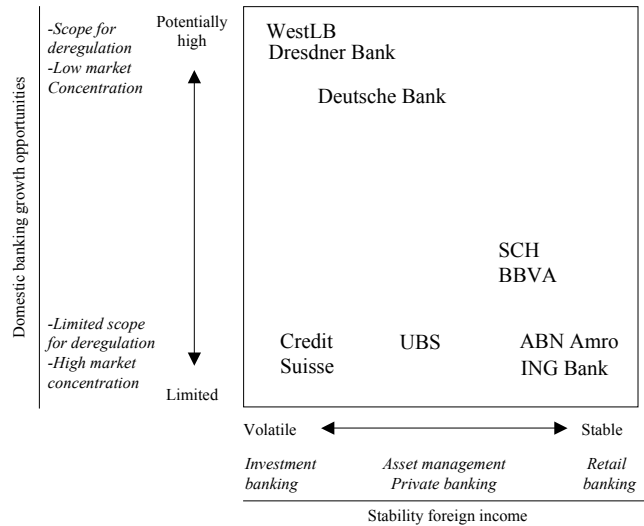 Domestic banking growth opportunities
-Scope for
deregulation
-Low market
Concentration
Potentially
high
-Limited scope
for deregulation
-High market
concentration
Limited
WestLB
Dresdner Bank
Deutsche Bank
SCH
BBVA
Credit
Suisse
UBS
ABN Amro
ING Bank
Volatile
Stable
Investment
banking
Asset management
Private banking
Retail
banking
Stability foreign income